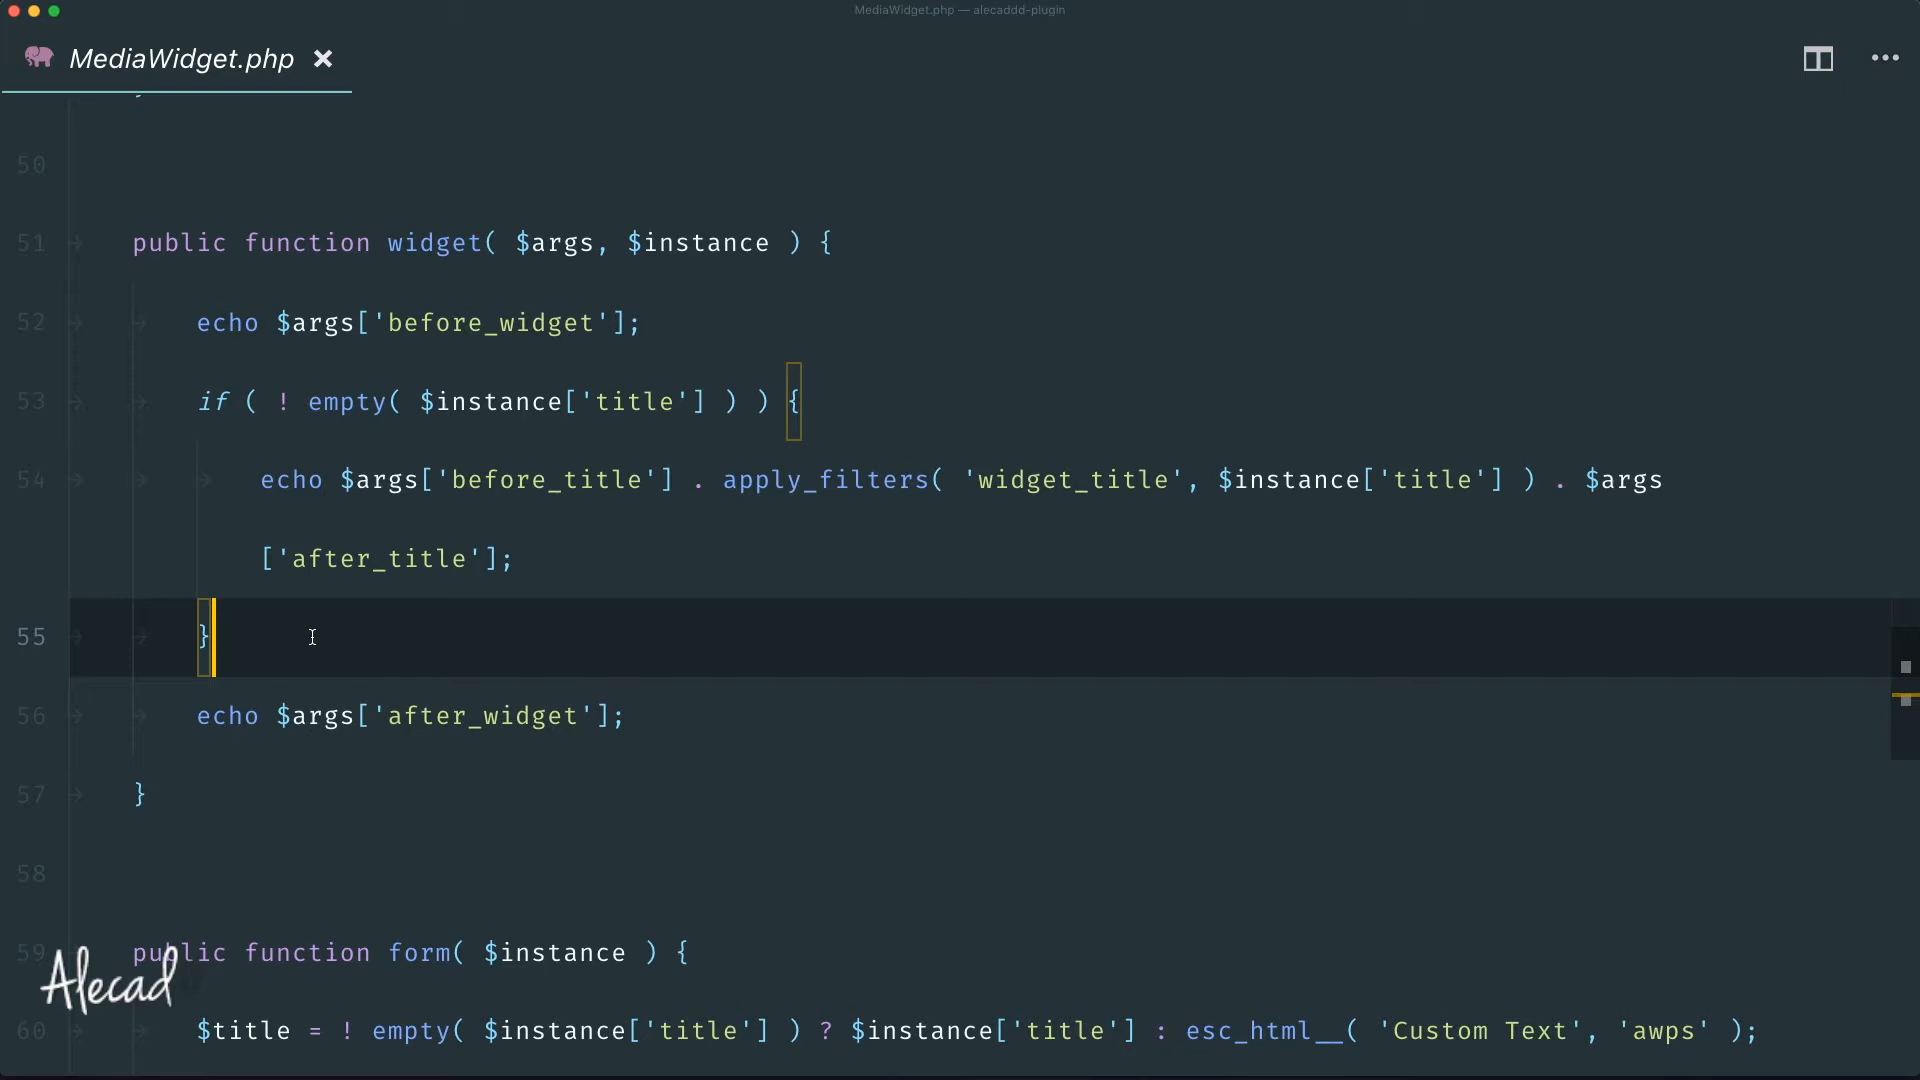 MediaWidget.php — alecaddd-plugin
MediaWidget.php
50
51 public function widget( $args, $instance ) {
52 echo $args['before_widget'];
53 if ( ! empty( $instance['title'] ) ) {
54 echo $args['before_title'] . apply_filters( 'widget_title', $instance['title'] ) . $args
['after_title'];
55 }
56 echo $args['after_widget'];
57 }
58
59 public function form( $instance ) {
Alecad
60 $title = ! empty( $instance['title'] ) ? $instance['title'] : esc_html__( 'Custom Text', 'awps' );